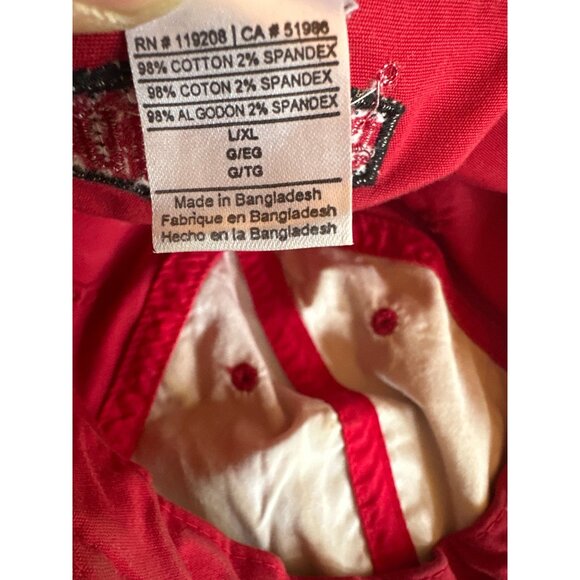 RN # 119208 | CA # 51986
98% COTTON 2% SPANDEX
98% COTON 2% SPANDEX
98% ALGODON 2% SPANDEX
L/XL
G/EG
G/TG
Made in Bangladesh
Fabrique en Bangladesh
Hecho en la Bangladesh